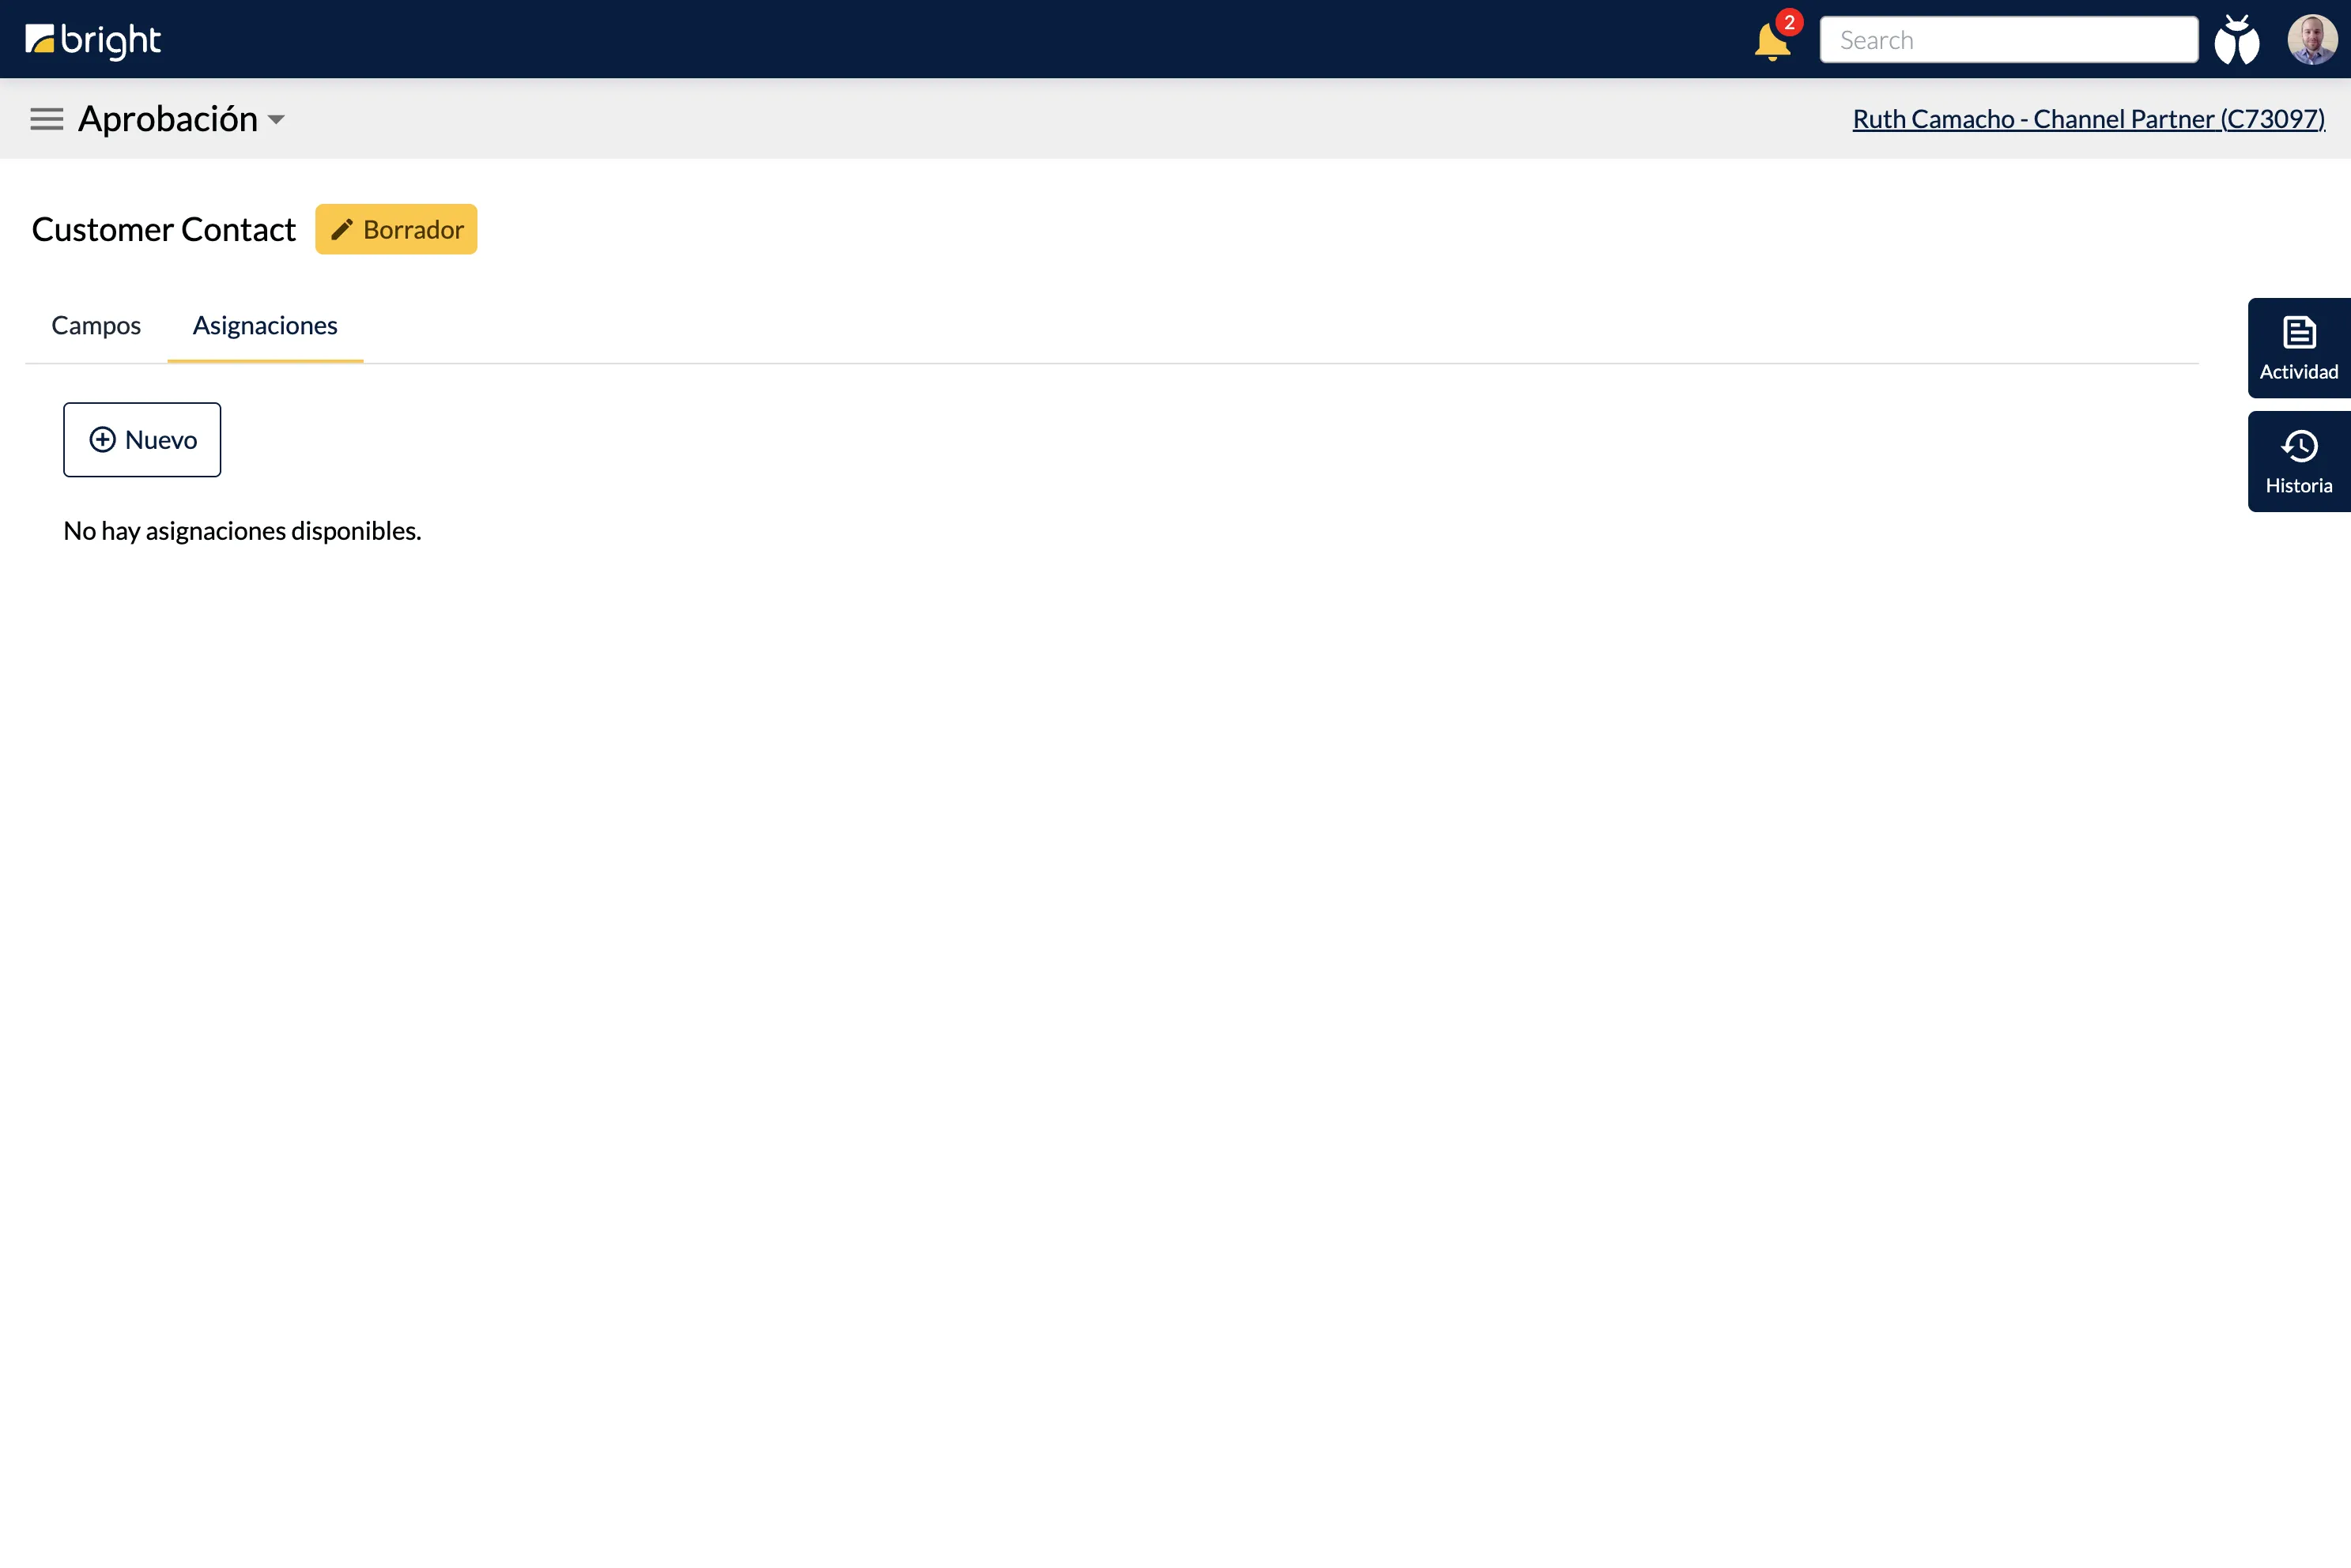 bright
2
Search
Aprobación
Ruth Camacho - Channel Partner (C73097)
Customer Contact
Borrador
Campos
Asignaciones
Actividad
Nuevo
Historia
No hay asignaciones disponibles.